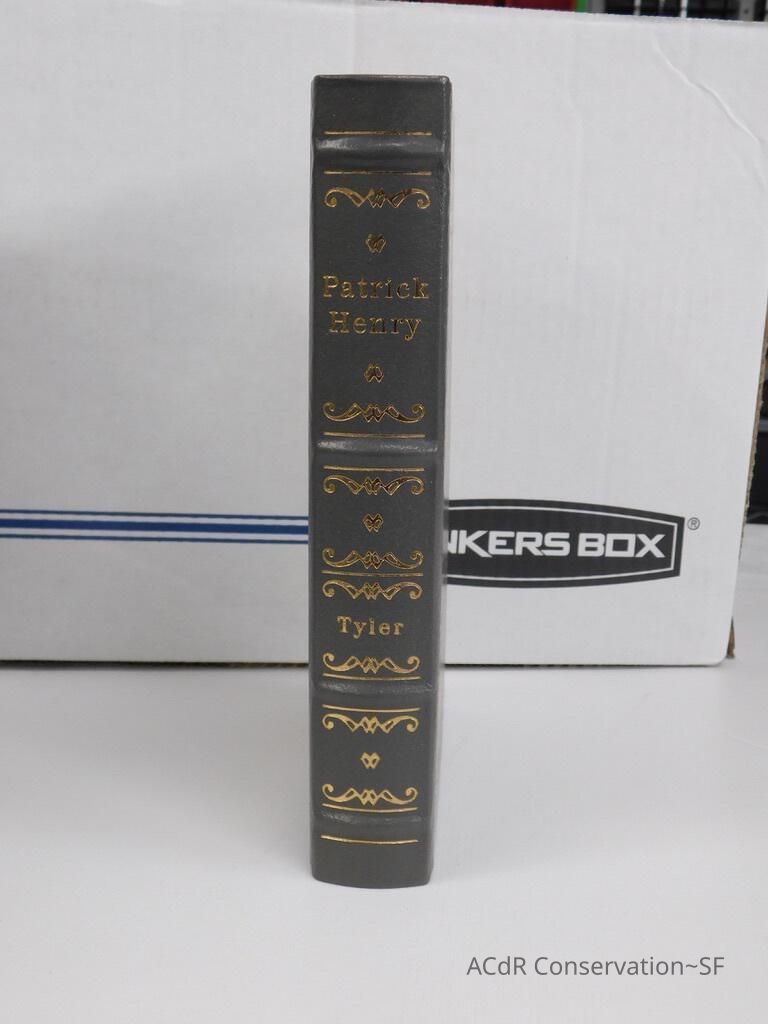 Patrick
Henry
Tyler
NKERS BOX®
ACdR Conservation~SF